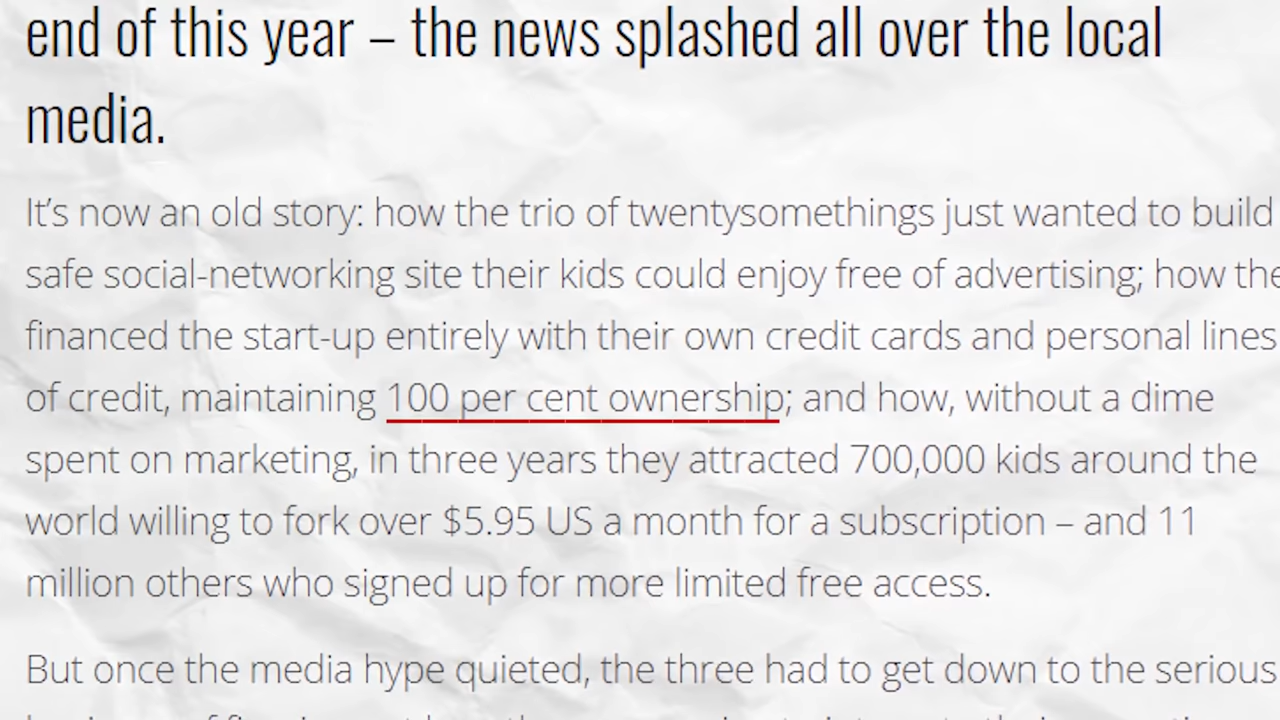 end of this year – the news splashed all over the local
media.
It’s now an old story: how the trio of twentysomethings just wanted to build
safe social-networking site their kids could enjoy free of advertising; how the
financed the start-up entirely with their own credit cards and personal lines
of credit, maintaining 100 per cent ownership; and how, without a dime
spent on marketing, in three years they attracted 700,000 kids around the
world willing to fork over $5.95 US a month for a subscription – and 11
million others who signed up for more limited free access.
But once the media hype quieted, the three had to get down to the serious